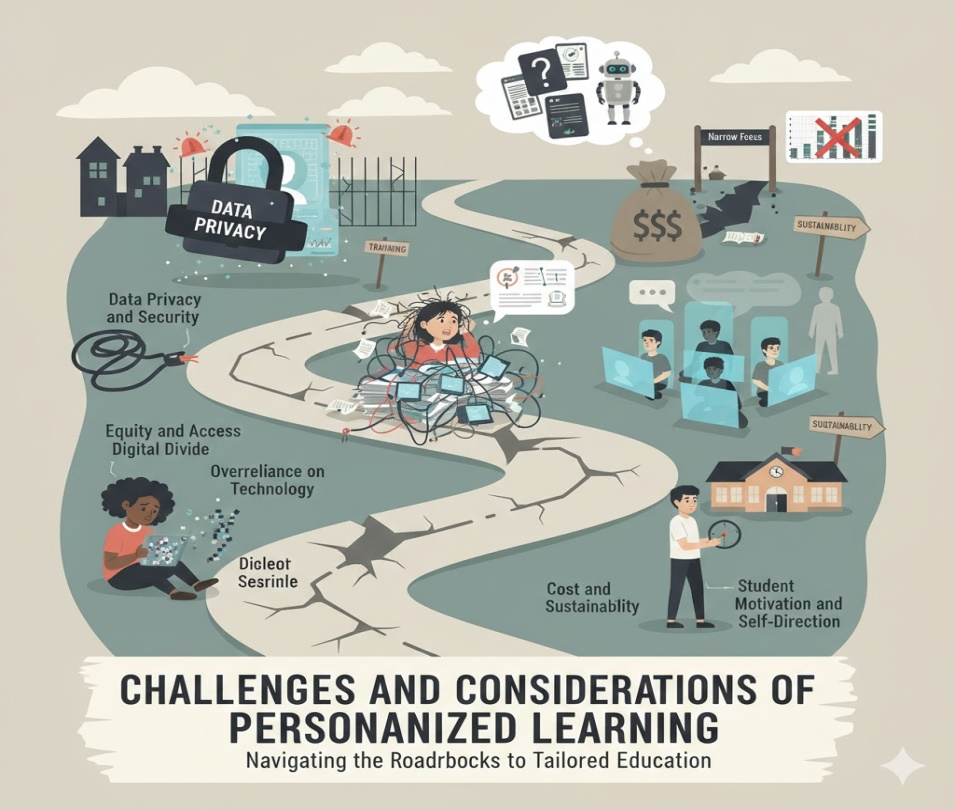 ?
Narrow Foces
DATA
PRIVACY
$$$
SUSTAINABILITY
TRAINING
Data Privacy
and Security
Equity and Access
Digital Divide
Overreliance on
Technology
Dicleot
Sesrinle
SUSTAINABLLTY
Cost and
Sustainablity
Student
Motivation and
Self-Direction
CHALLENGES AND CONSIDERATIONS OF
PERSONANIZED LEARNING
Navigating the Roadrbocks to Tailored Education